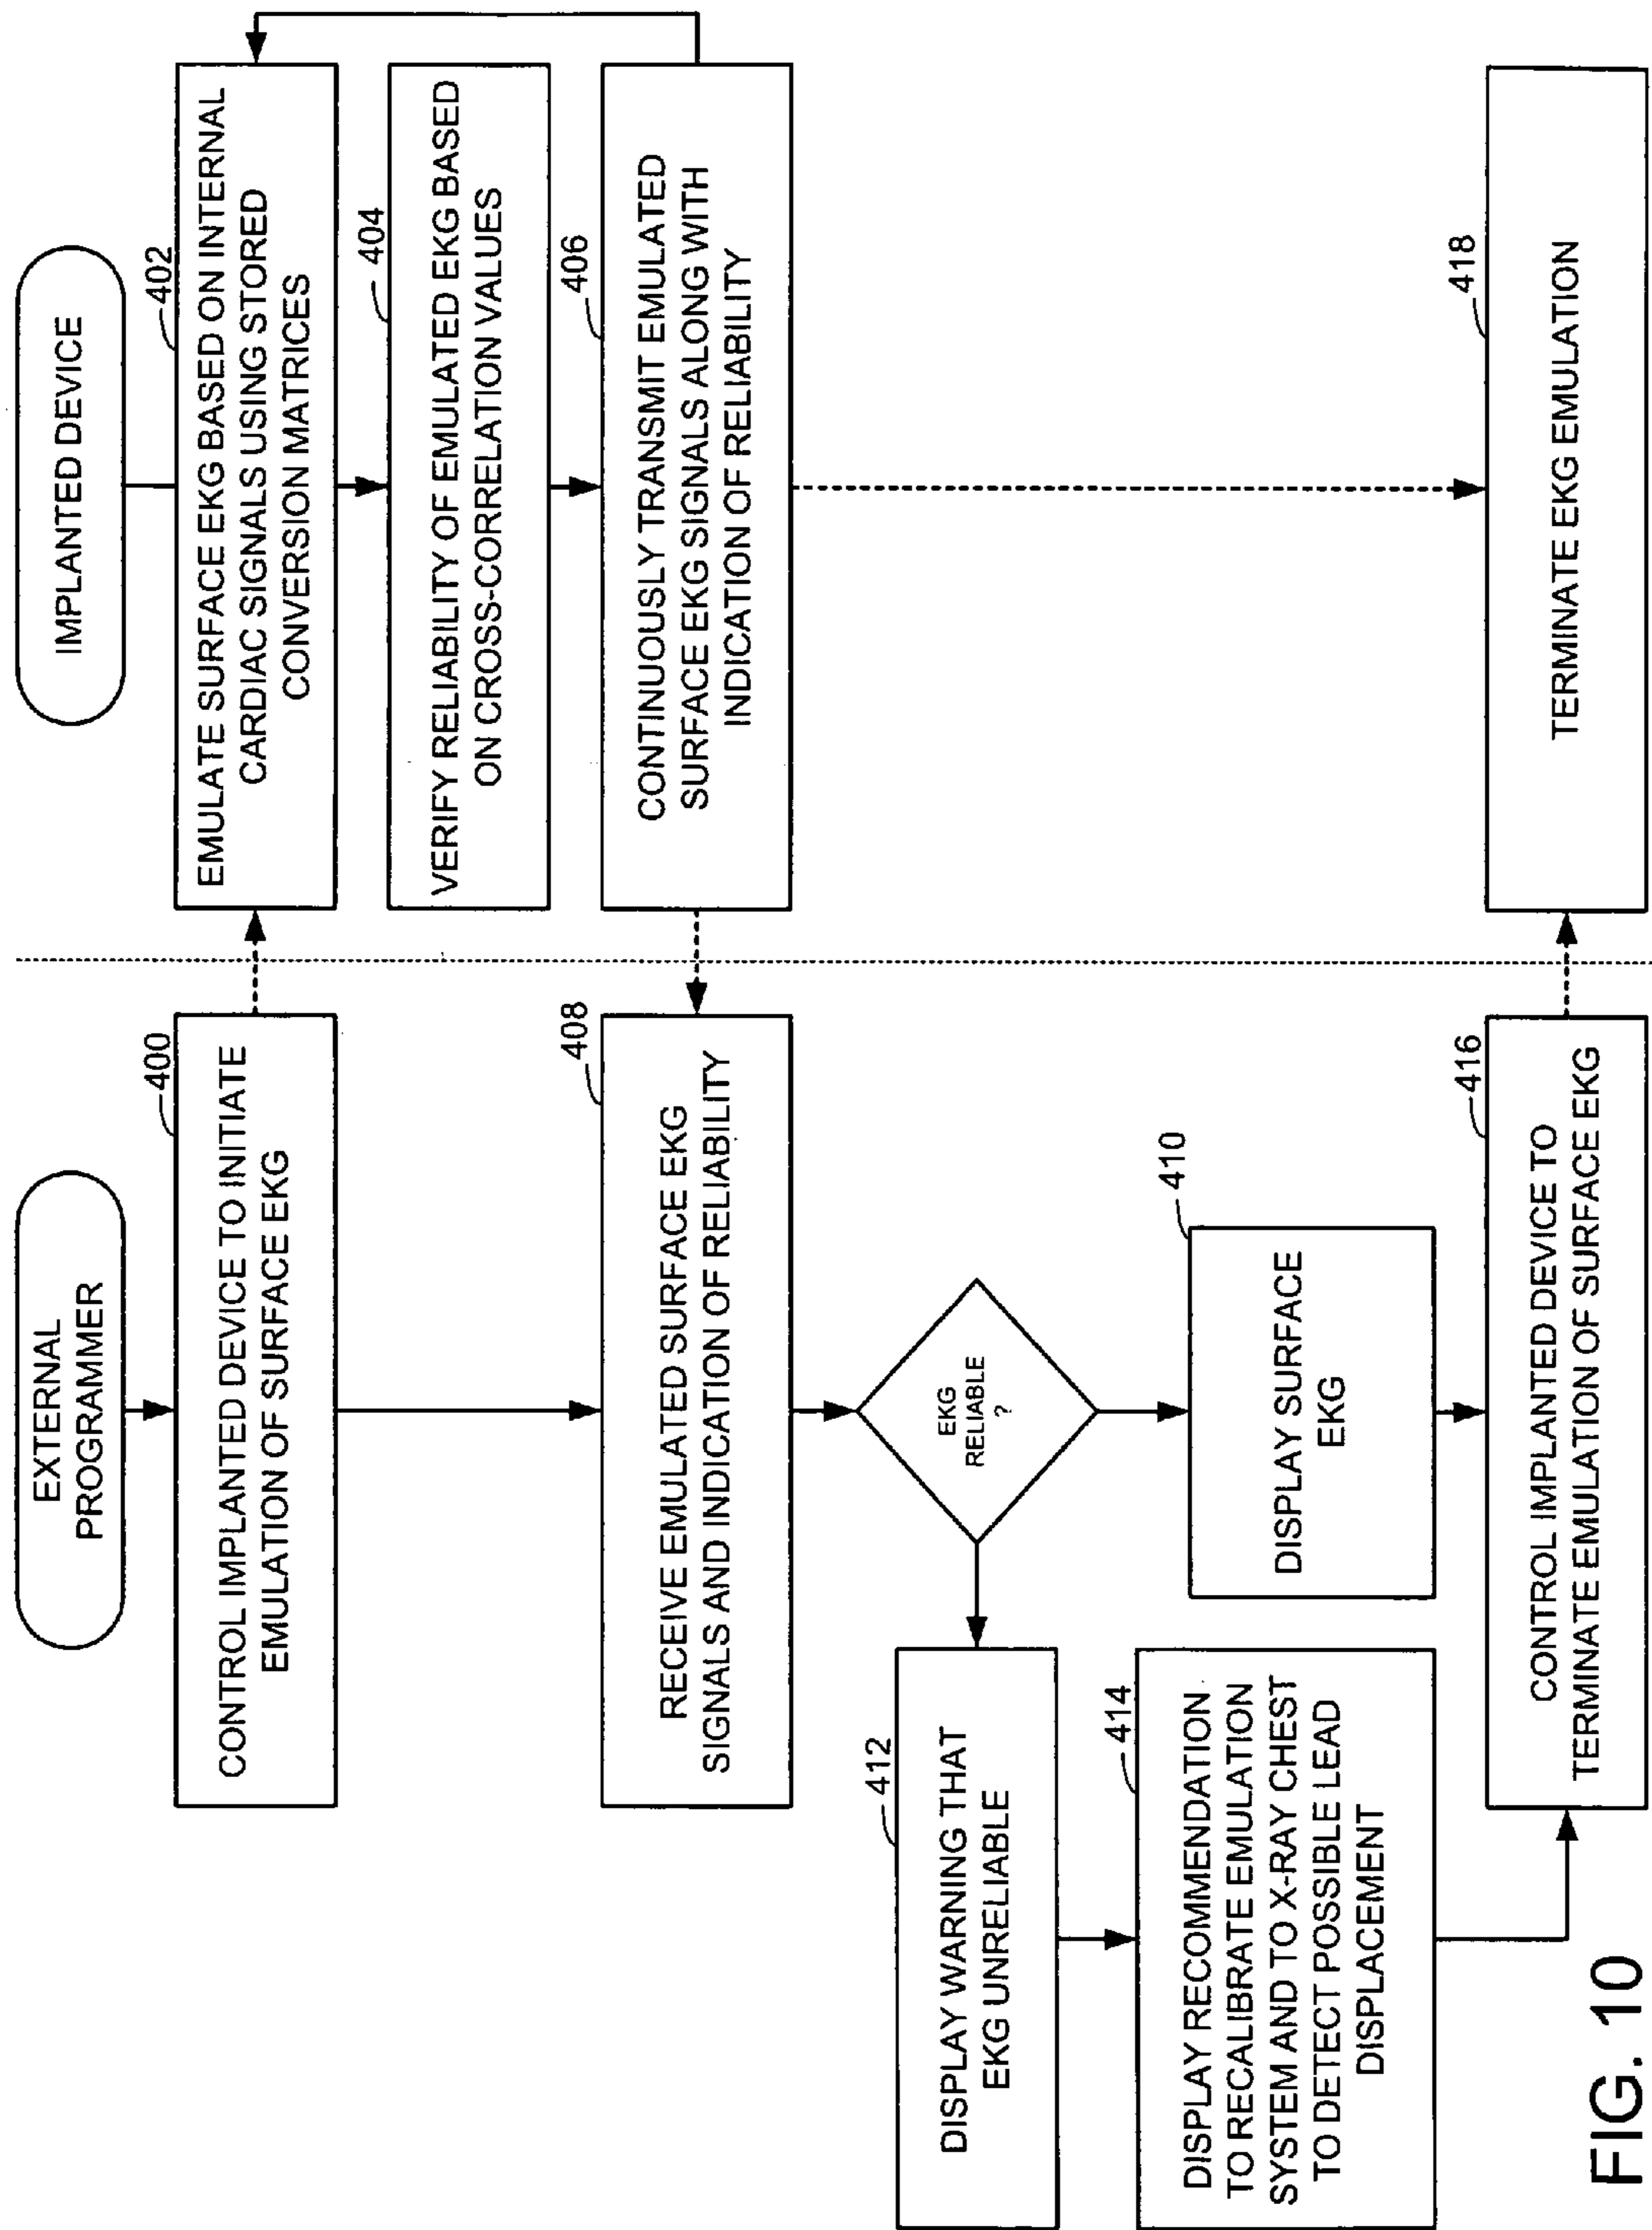 EXTERNAL
PROGRAMMER
400
CONTROL IMPLANTED DEVICE TO INITIATE
EMULATION OF SURFACE EKG
408
RECEIVE EMULATED SURFACE EKG
SIGNALS AND INDICATION OF RELIABILITY
EKG
RELIABLE
?
412
DISPLAY WARNING THAT
EKG UNRELIABLE
414
DISPLAY RECOMMENDATION
TO RECALIBRATE EMULATION
SYSTEM AND TO X-RAY CHEST
TO DETECT POSSIBLE LEAD
DISPLACEMENT
410
DISPLAY SURFACE
EKG
416
CONTROL IMPLANTED DEVICE TO
TERMINATE EMULATION OF SURFACE EKG
IMPLANTED DEVICE
402
EMULATE SURFACE EKG BASED ON INTERNAL
CARDIAC SIGNALS USING STORED
CONVERSION MATRICES
404
VERIFY RELIABILITY OF EMULATED EKG BASED
ON CROSS-CORRELATION VALUES
406
CONTINUOUSLY TRANSMIT EMULATED
SURFACE EKG SIGNALS ALONG WITH
INDICATION OF RELIABILITY
418
TERMINATE EKG EMULATION
FIG. 10